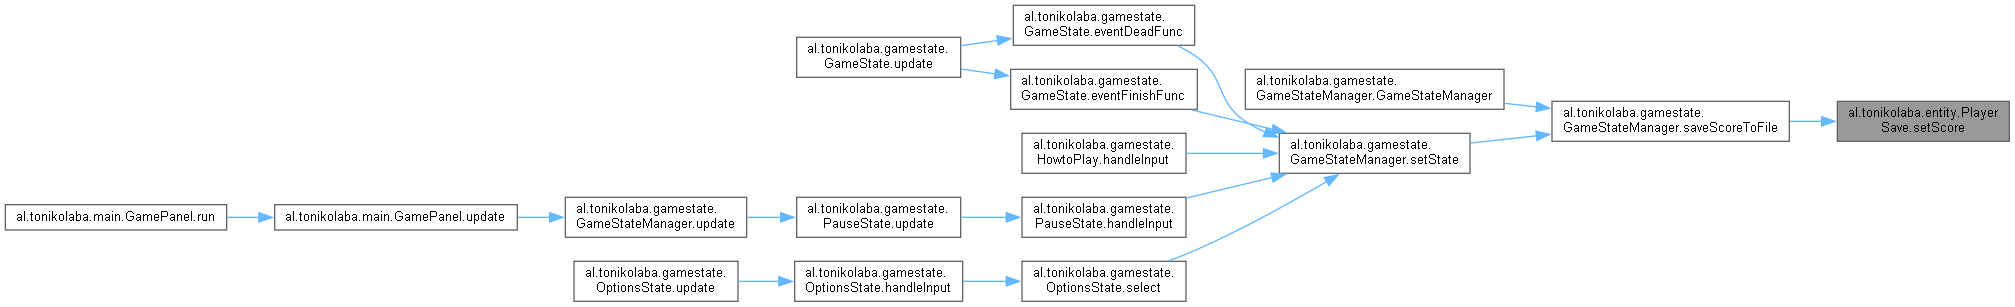 al.tonikolaba.gamestate.
GameState.eventDeadFunc
al.tonikolaba.gamestate.
GameState.update
al.tonikolaba.gamestate.
GameState.eventFinishFunc
al.tonikolaba.gamestate.
GameStateManager.GameStateManager
al.tonikolaba.gamestate.
GameStateManager.saveScoreToFile
al.tonikolaba.entity.Player
Save.setScore
al.tonikolaba.gamestate.
HowtoPlay.handleInput
al.tonikolaba.gamestate.
GameStateManager.setState
al.tonikolaba.main.GamePanel.run
al.tonikolaba.main.GamePanel.update
al.tonikolaba.gamestate.
GameStateManager.update
al.tonikolaba.gamestate.
PauseState.update
al.tonikolaba.gamestate.
PauseState.handleInput
al.tonikolaba.gamestate.
OptionsState.update
al.tonikolaba.gamestate.
OptionsState.handleInput
al.tonikolaba.gamestate.
OptionsState.select